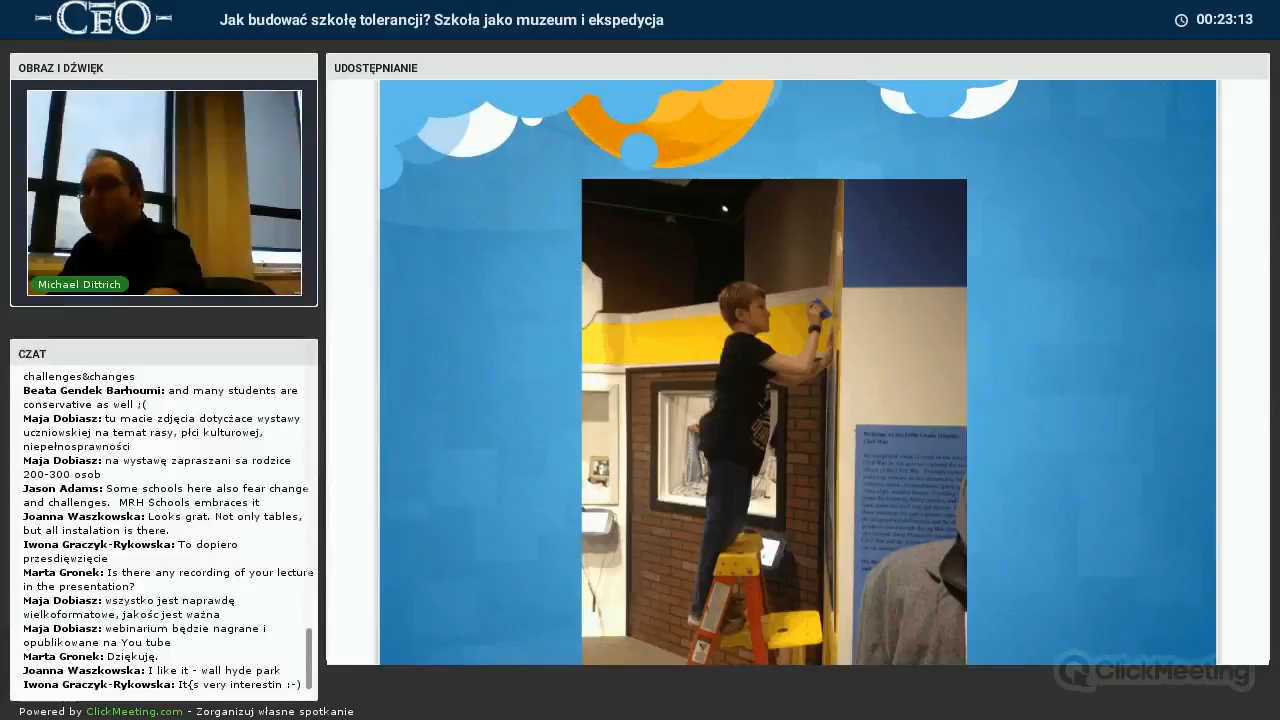 CEO
Jak budować szkołę tolerancji? Szkoła jako muzeum i ekspedycja
00:23:13
OBRAZ I DŹWIĘK
Michael Dittrich
UDOSTĘPNIANIE
CZAT
challenges&changes
Beata Gendek Barhoumi: and many students are
conservative as well ;(
Maja Dobiasz: tu macie zdjęcia dotyczace wystawy
uczniowskiej na temat rasy, płci kulturowej,
niepełnosprawności
Maja Dobiasz: na wystawę zapraszani sa rodzice
200-300 osob
Jason Adams: Some schools here also fear change
and challenges. MRH Schools embraces it
Joanna Waszkowska: Looks grat. Not only tables,
but all instalation is there.
Iwona Graczyk-Rykowska: To dopiero
przesdięwzięcie
Marta Gronek: Is there any recording of your lecture
in the presentation?
Maja Dobiasz: wszystko jest naprawdę
wielkoformatowe, jakośc jest ważna
Maja Dobiasz: webinarium będzie nagrane i
opublikowane na You tube
Marta Gronek: Dziękuję.
Joanna Waszkowska: I like it - wall hyde park
Iwona Graczyk-Rykowska: It{s very interestin :-)
ClickMeeting
Powered by ClickMeeting.com - Zorganizuj własne spotkanie